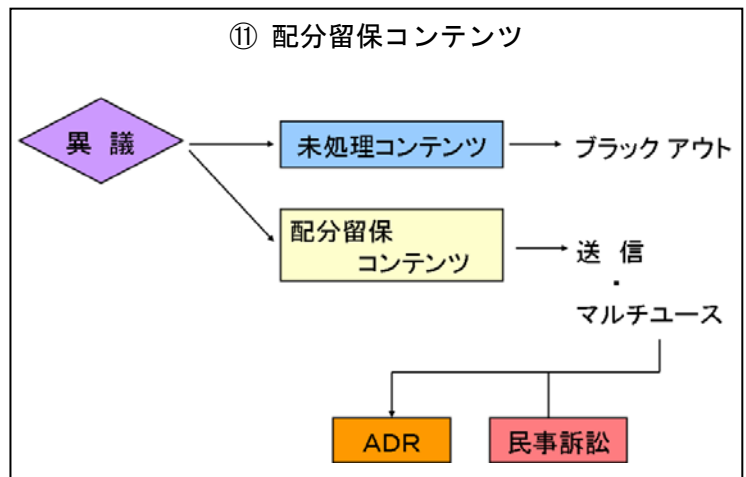 ⑪ 配分留保コンテンツ
異 議
未処理コンテンツ
ブラック アウト
配分留保
コンテンツ
送 信
・
マルチユース
ADR
民事訴訟